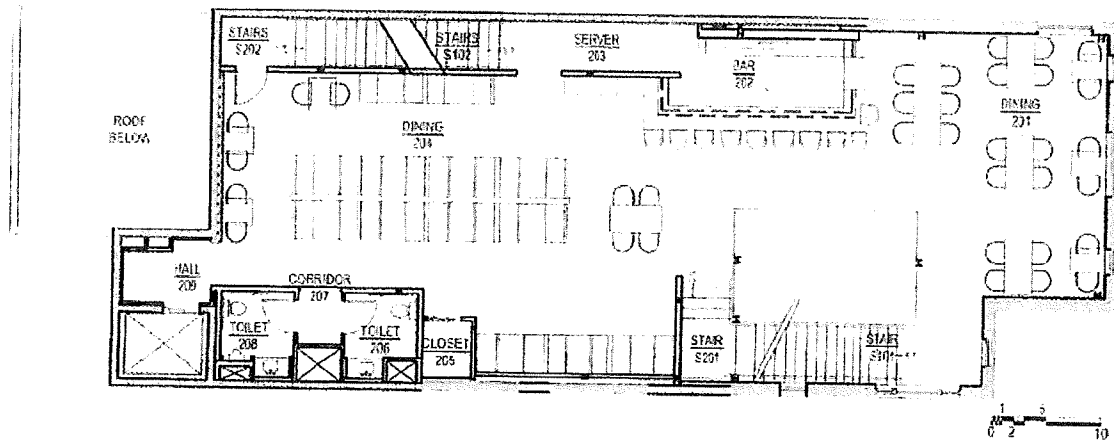 STAIRS
S202
STAIRS
S102
SERVER
203
BAR
202
DINING
201
ROOF
BELOW
DINING
204
HALL
209
CORRIDOR
207
TOILET
208
TOILET
206
CLOSET
205
STAIR
S201
STAIR
S101
1 5
0 2 10